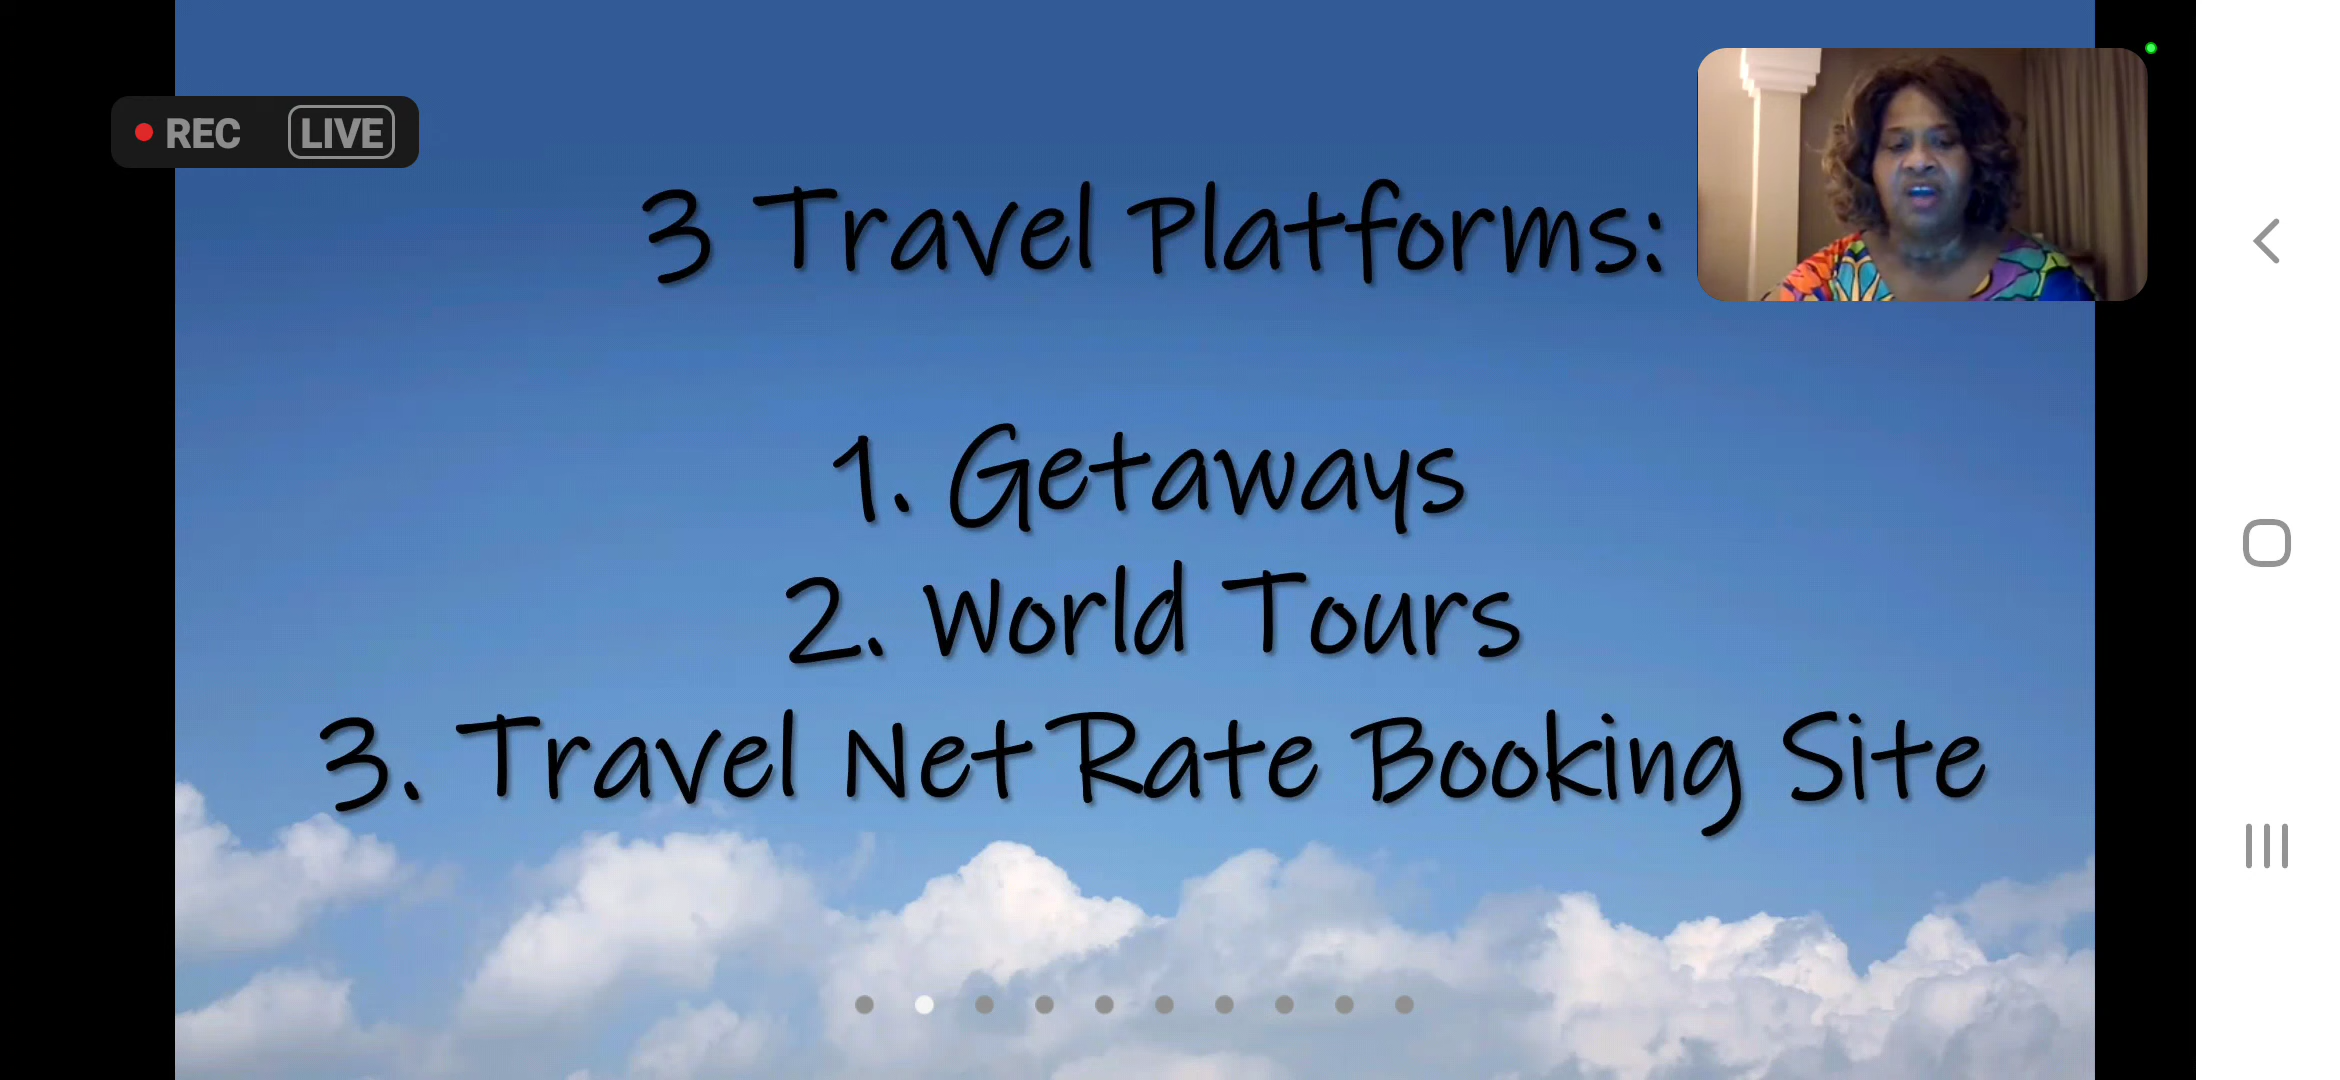 REC LIVE
3 Travel Platforms:
1. Getaways
2. World Tours
3. Travel Net Rate Booking Site